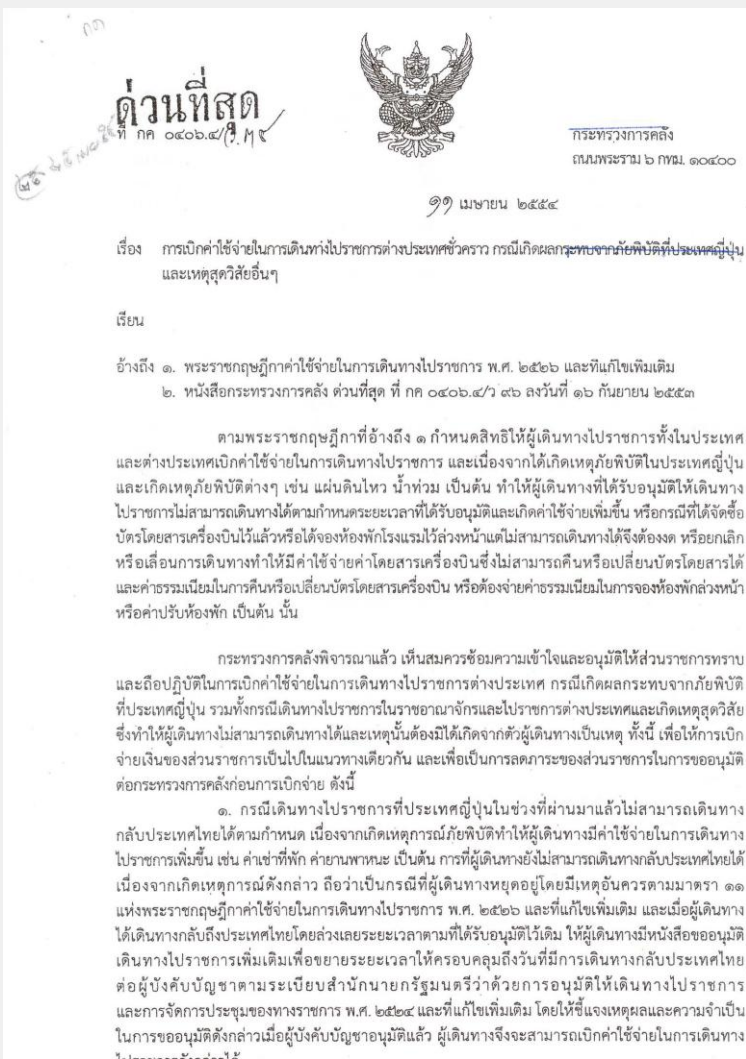 ด่วนที่สุด
ที่ กค ๐๔๐๖.๔/ว.๓๘
กระทรวงการคลัง
ถนนพระราม ๖ กทม. ๑๐๔๐๐
๑๑ เมษายน ๒๕๕๔
เรื่อง การเบิกค่าใช้จ่ายในการเดินทางไปราชการต่างประเทศชั่วคราว กรณีเกิดผลกระทบจากภัยพิบัติที่ประเทศญี่ปุ่น
และเหตุสุดวิสัยอื่นๆ
เรียน
อ้างถึง ๑. พระราชกฤษฎีกาค่าใช้จ่ายในการเดินทางไปราชการ พ.ศ. ๒๕๒๖ และที่แก้ไขเพิ่มเติม
๒. หนังสือกระทรวงการคลัง ด่วนที่สุด ที่ กค ๐๔๐๖.๔/ว ๙๖ ลงวันที่ ๑๖ กันยายน ๒๕๕๓
ตามพระราชกฤษฎีกาที่อ้างถึง ๑ กำหนดสิทธิให้ผู้เดินทางไปราชการทั้งในประเทศ
และต่างประเทศเบิกค่าใช้จ่ายในการเดินทางไปราชการ และเนื่องจากได้เกิดเหตุภัยพิบัติในประเทศญี่ปุ่น
และเกิดเหตุภัยพิบัติต่างๆ เช่น แผ่นดินไหว น้ำท่วม เป็นต้น ทำให้ผู้เดินทางที่ได้รับอนุมัติให้เดินทาง
ไปราชการไม่สามารถเดินทางได้ตามกำหนดระยะเวลาที่ได้รับอนุมัติและเกิดค่าใช้จ่ายเพิ่มขึ้น หรือกรณีที่ได้จัดซื้อ
บัตรโดยสารเครื่องบินไว้แล้วหรือได้จองห้องพักโรงแรมไว้ล่วงหน้าแต่ไม่สามารถเดินทางได้จึงต้องงด หรือยกเลิก
หรือเลื่อนการเดินทางทำให้มีค่าใช้จ่ายค่าโดยสารเครื่องบินซึ่งไม่สามารถคืนหรือเปลี่ยนบัตรโดยสารได้
และค่าธรรมเนียมในการคืนหรือเปลี่ยนบัตรโดยสารเครื่องบิน หรือต้องจ่ายค่าธรรมเนียมในการจองห้องพักล่วงหน้า
หรือค่าปรับห้องพัก เป็นต้น นั้น
กระทรวงการคลังพิจารณาแล้ว เห็นสมควรซ้อมความเข้าใจและอนุมัติให้ส่วนราชการทราบ
และถือปฏิบัติในการเบิกค่าใช้จ่ายในการเดินทางไปราชการต่างประเทศ กรณีเกิดผลกระทบจากภัยพิบัติ
ที่ประเทศญี่ปุ่น รวมทั้งกรณีเดินทางไปราชการในราชอาณาจักรและไปราชการต่างประเทศและเกิดเหตุสุดวิสัย
ซึ่งทำให้ผู้เดินทางไม่สามารถเดินทางได้และเหตุนั้นต้องมิได้เกิดจากตัวผู้เดินทางเป็นเหตุ ทั้งนี้ เพื่อให้การเบิก
จ่ายเงินของส่วนราชการเป็นไปในแนวทางเดียวกัน และเพื่อเป็นการลดภาระของส่วนราชการในการขออนุมัติ
ต่อกระทรวงการคลังก่อนการเบิกจ่าย ดังนี้
๑. กรณีเดินทางไปราชการที่ประเทศญี่ปุ่นในช่วงที่ผ่านมาแล้วไม่สามารถเดินทาง
กลับประเทศไทยได้ตามกำหนด เนื่องจากเกิดเหตุการณ์ภัยพิบัติทำให้ผู้เดินทางมีค่าใช้จ่ายในการเดินทาง
ไปราชการเพิ่มขึ้น เช่น ค่าเช่าที่พัก ค่ายานพาหนะ เป็นต้น การที่ผู้เดินทางยังไม่สามารถเดินทางกลับประเทศไทยได้
เนื่องจากเกิดเหตุการณ์ดังกล่าว ถือว่าเป็นกรณีที่ผู้เดินทางหยุดอยู่โดยมีเหตุอันควรตามมาตรา ๑๑
แห่งพระราชกฤษฎีกาค่าใช้จ่ายในการเดินทางไปราชการ พ.ศ. ๒๕๒๖ และที่แก้ไขเพิ่มเติม และเมื่อผู้เดินทาง
ได้เดินทางกลับถึงประเทศไทยโดยล่วงเลยระยะเวลาตามที่ได้รับอนุมัติไว้เดิม ให้ผู้เดินทางมีหนังสือขออนุมัติ
เดินทางไปราชการเพิ่มเติมเพื่อขยายระยะเวลาให้ครอบคลุมถึงวันที่มีการเดินทางกลับประเทศไทย
ต่อผู้บังคับบัญชาตามระเบียบสำนักนายกรัฐมนตรีว่าด้วยการอนุมัติให้เดินทางไปราชการ
และการจัดการประชุมของทางราชการ พ.ศ. ๒๕๒๔ และที่แก้ไขเพิ่มเติม โดยให้ชี้แจงเหตุผลและความจำเป็น
ในการขออนุมัติดังกล่าวเมื่อผู้บังคับบัญชาอนุมัติแล้ว ผู้เดินทางจึงจะสามารถเบิกค่าใช้จ่ายในการเดินทาง
ไปราชการดังกล่าวได้